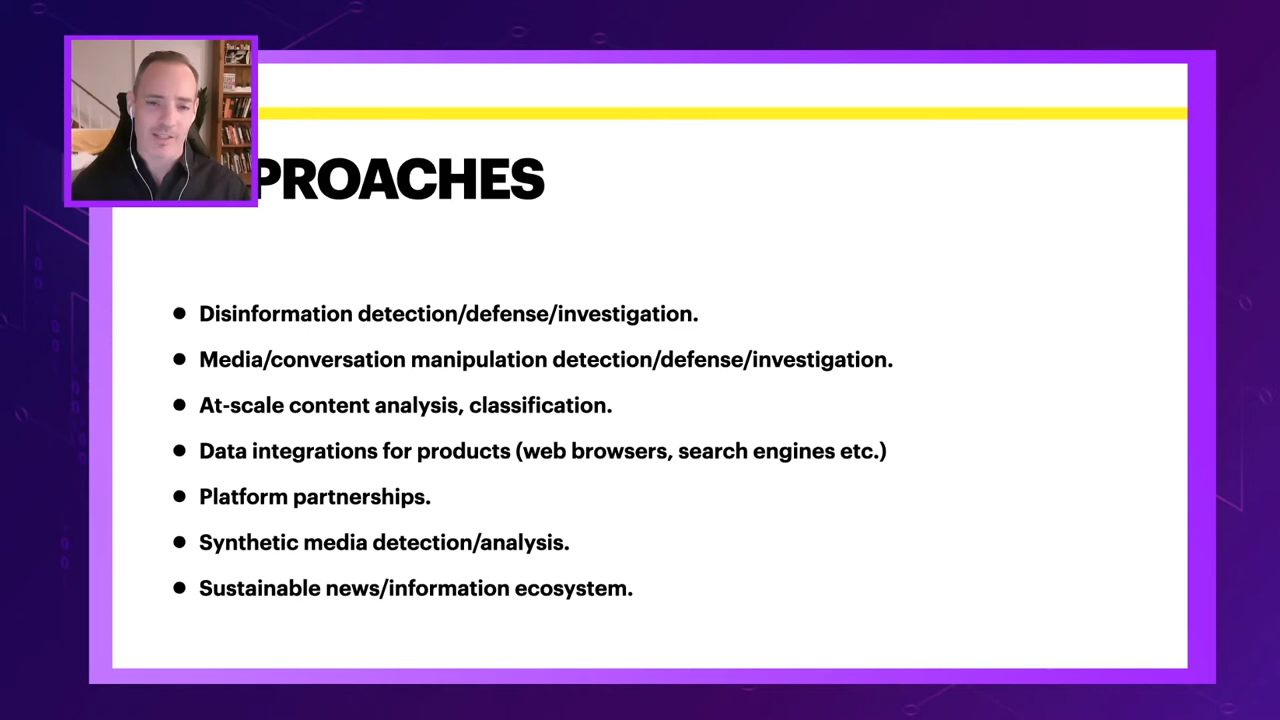 PROACHES
● Disinformation detection/defense/investigation.
● Media/conversation manipulation detection/defense/investigation.
● At-scale content analysis, classification.
● Data integrations for products (web browsers, search engines etc.)
● Platform partnerships.
● Synthetic media detection/analysis.
● Sustainable news/information ecosystem.